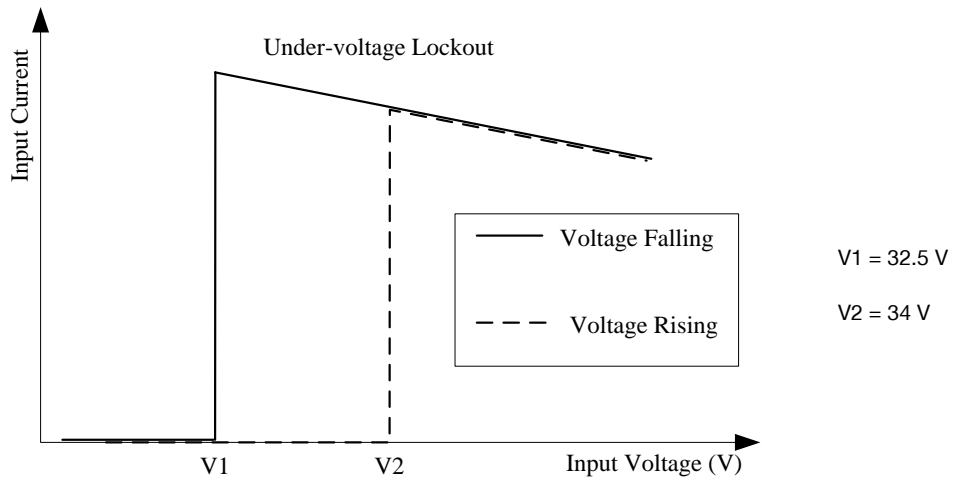 Under-voltage Lockout
Input Current
Voltage Falling
Voltage Rising
V1 = 32.5 V
V2 = 34 V
V1
V2
Input Voltage (V)